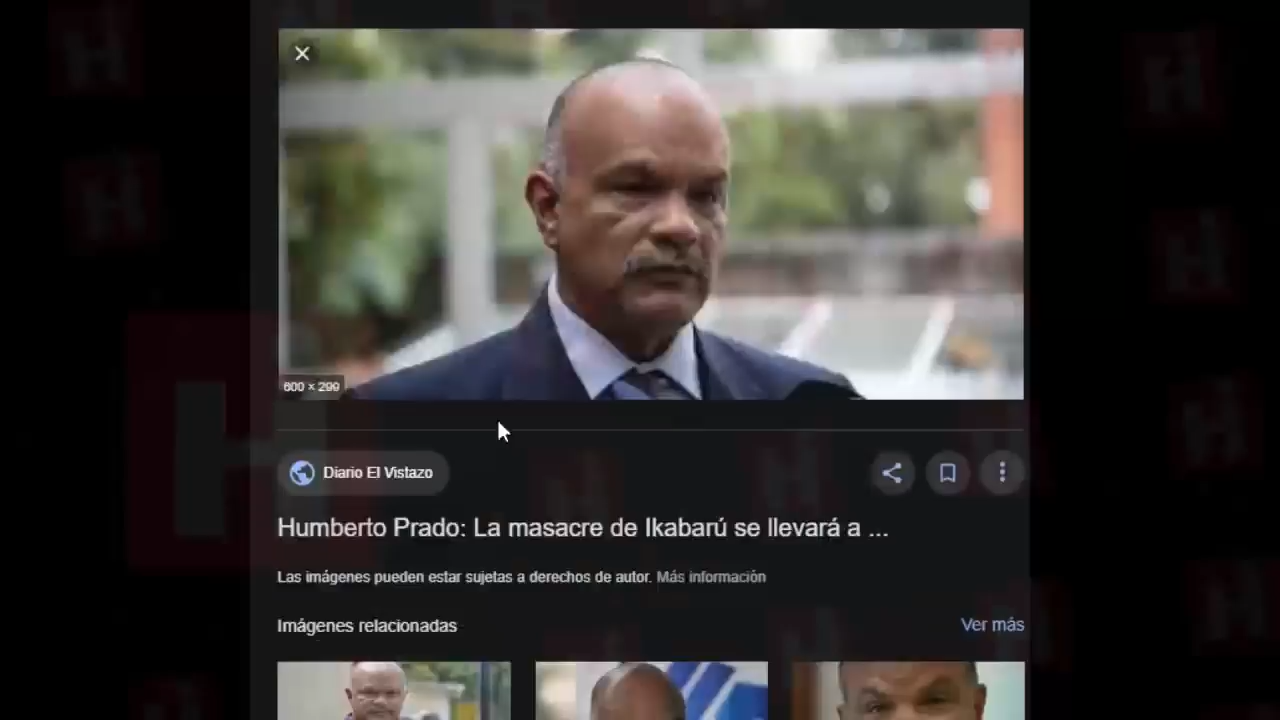 600 × 299
Diario El Vistazo
Humberto Prado: La masacre de Ikabarú se llevará a ...
Las imágenes pueden estar sujetas a derechos de autor. Más información
Imágenes relacionadas
Ver más